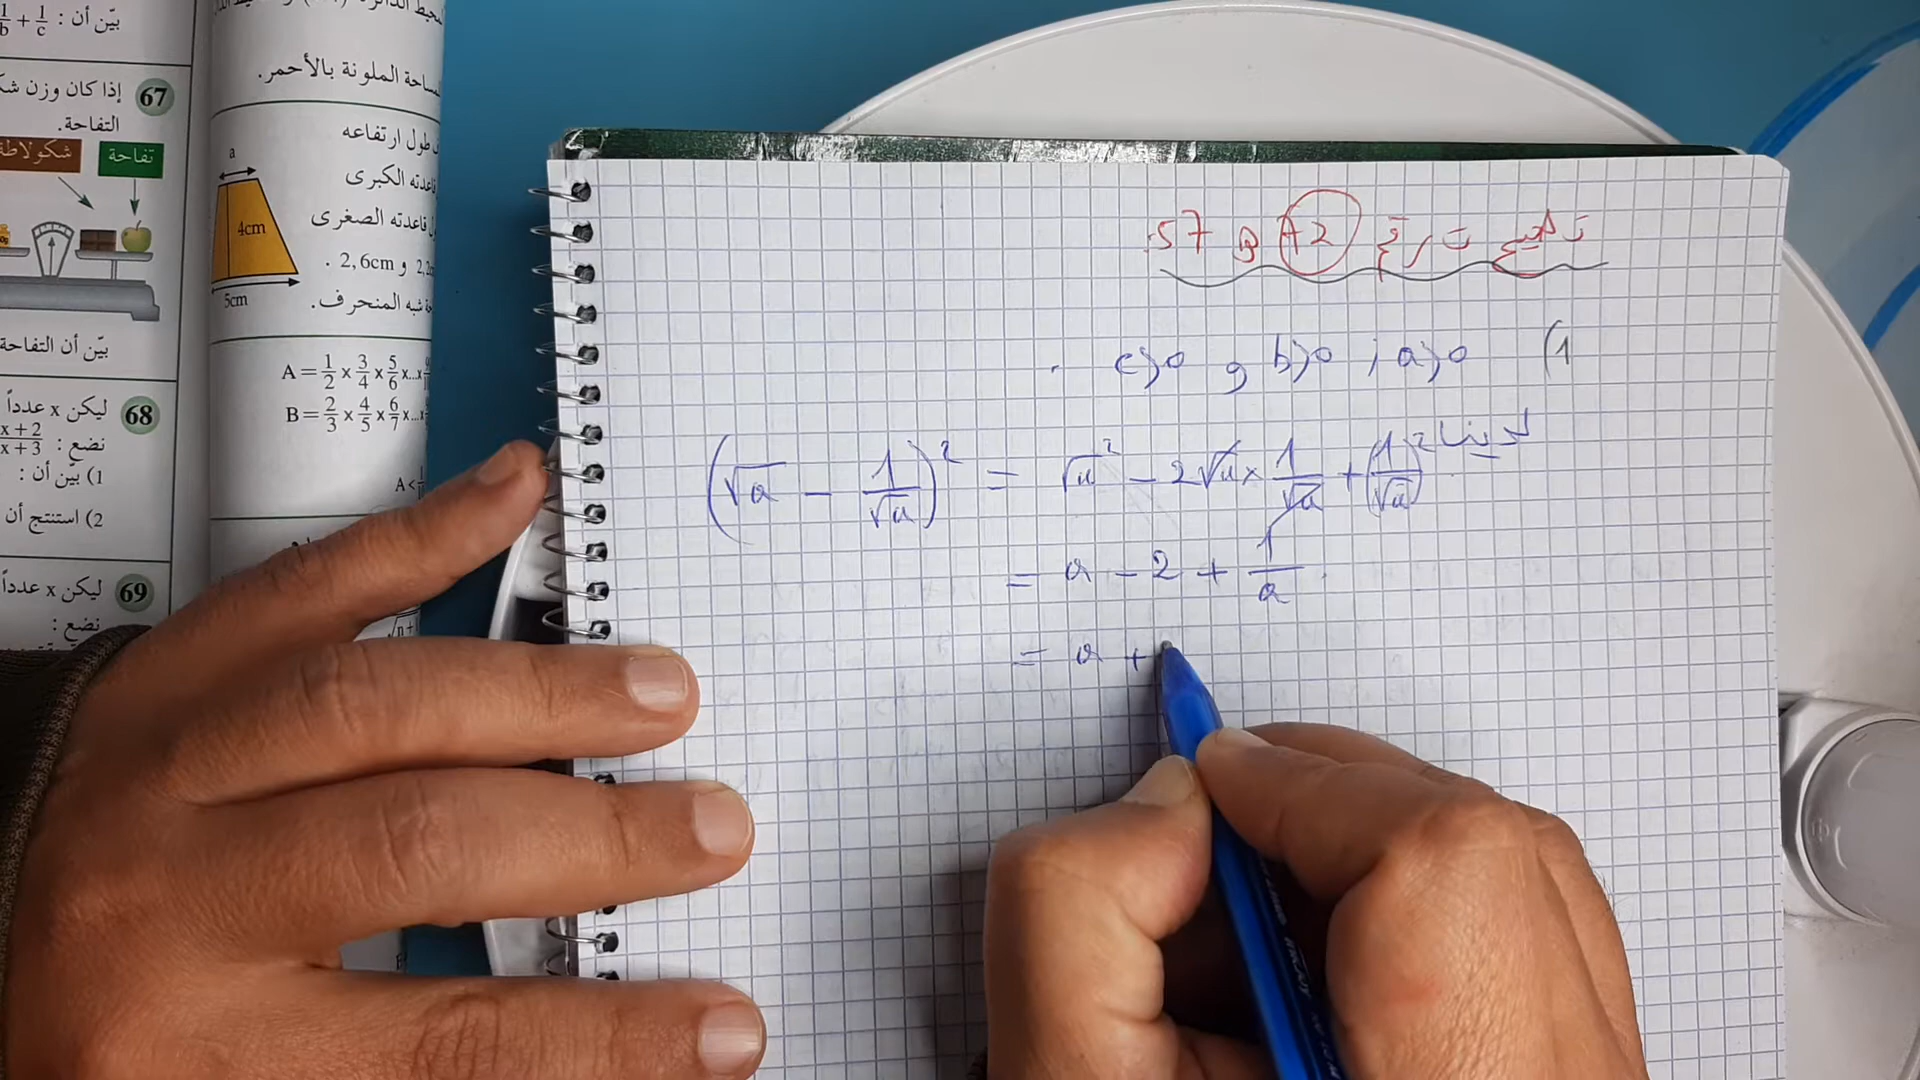 تصحيح ت رقم 72 و 57.
1) a>0 ; b>0 و c>0 .
لدينا
(√a − 1/√a)² = √a² − 2√a × 1/√a + (1/√a)²
= a − 2 + 1/a
= a +
بيّن أن :
67 إذا كان وزن
التفاحة.
شكولاطة
تفاحة
بيّن أن التفاحة
68 ليكن x عدداً
نضع : x+2
x+3
1) بيّن أن :
2) استنتج أن
69 ليكن x عدداً
نضع :
المساحة الملونة بالأحمر.
طول ارتفاعه
قاعدته الكبرى
قاعدته الصغرى
و 2,6cm .
شبه المنحرف.
a
4cm
5cm
A = 1/2 × 3/4 × 5/6 ×...×
B = 2/3 × 4/5 × 6/7 ×...×
A <